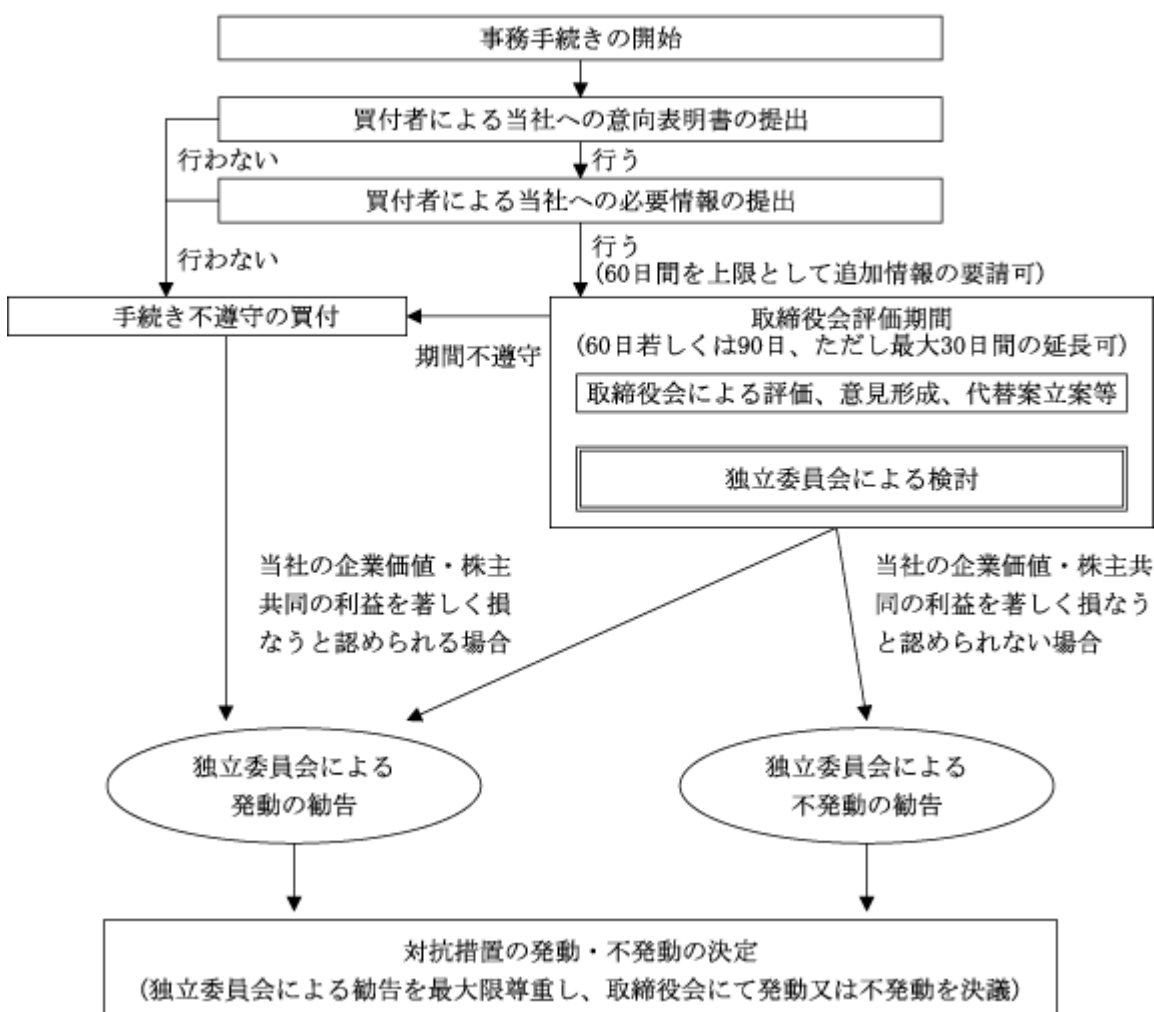 事務手続きの開始
買付者による当社への意向表明書の提出
行わない
行う
買付者による当社への必要情報の提出
行わない
行う
(60日間を上限として追加情報の要請可)
手続き不遵守の買付
期間不遵守
取締役会評価期間
(60日若しくは90日、ただし最大30日間の延長可)
取締役会による評価、意見形成、代替案立案等
独立委員会による検討
当社の企業価値・株主
共同の利益を著しく損
なうと認められる場合
当社の企業価値・株主共
同の利益を著しく損なう
と認められない場合
独立委員会による
発動の勧告
独立委員会による
不発動の勧告
対抗措置の発動・不発動の決定
(独立委員会による勧告を最大限尊重し、取締役会にて発動又は不発動を決議)